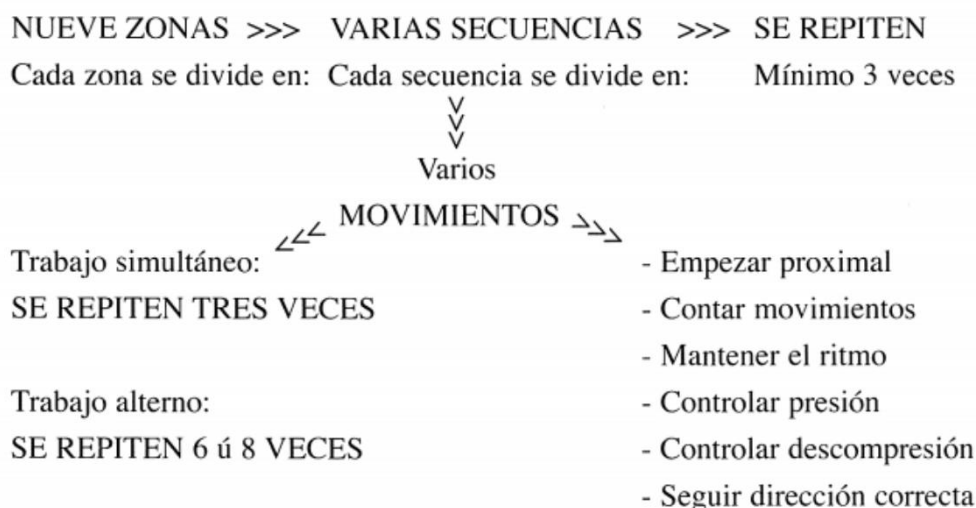 NUEVE ZONAS >>> VARIAS SECUENCIAS >>> SE REPITEN
Cada zona se divide en: Cada secuencia se divide en: Mínimo 3 veces
Varios
MOVIMIENTOS
Trabajo simultáneo:
SE REPITEN TRES VECES
Trabajo alterno:
SE REPITEN 6 ú 8 VECES
- Empezar proximal
- Contar movimientos
- Mantener el ritmo
- Controlar presión
- Controlar descompresión
- Seguir dirección correcta